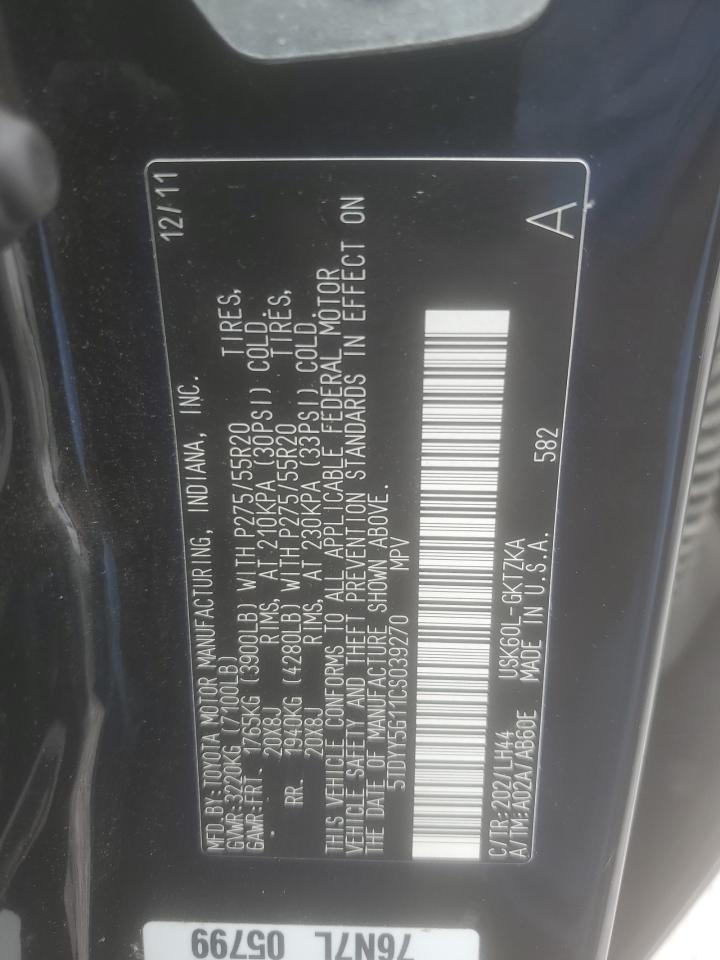 MFD.BY:TOYOTA MOTOR MANUFACTURING, INDIANA, INC. 12/11
GVWR:3220KG (7100LB)
GAWR:FRT. 1765KG (3900LB) WITH P275/55R20 TIRES,
20X8J RIMS, AT 210KPA (30PSI) COLD.
RR. 1940KG (4280LB) WITH P275/55R20 TIRES,
20X8J RIMS, AT 230KPA (33PSI) COLD.
THIS VEHICLE CONFORMS TO ALL APPLICABLE FEDERAL MOTOR
VEHICLE SAFETY AND THEFT PREVENTION STANDARDS IN EFFECT ON
THE DATE OF MANUFACTURE SHOWN ABOVE.
5TDYY5G11CS039270 MPV
C/TR:202/LH44 USK60L-GKTZKA
A/TM:A02A/AB60E MADE IN U.S.A. 582
A
76N7L
05799